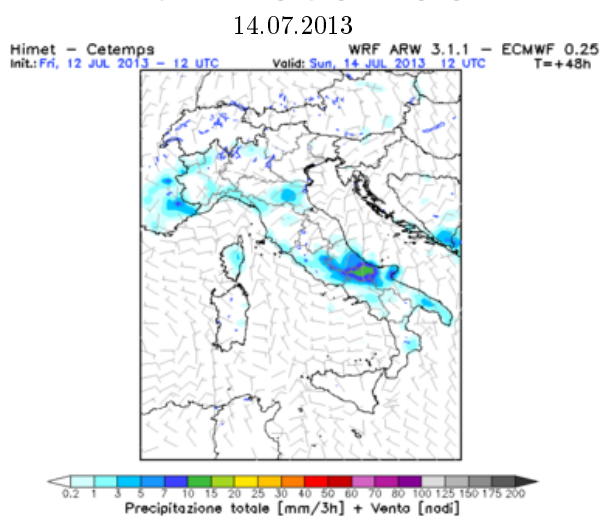 14.07.2013
Himet – Cetemps WRF ARW 3.1.1 – ECMWF 0.25
Init.: Fri, 12 JUL 2013 – 12 UTC Valid: Sun, 14 JUL 2013 12 UTC T=+48h
0.2 1 3 5 7 10 15 20 25 30 40 50 60 70 80 100 125 150 175 200
Precipitazione totale [mm/3h] + Vento [nodi]